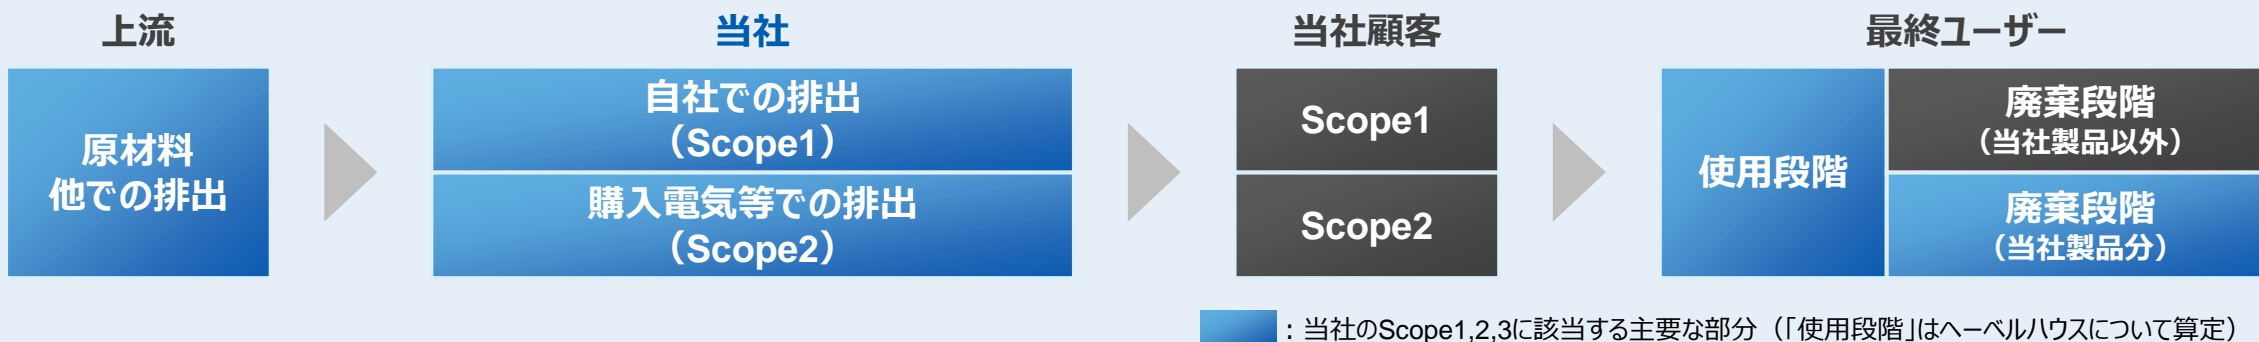 上流
当社
当社顧客
最終ユーザー
原材料
他での排出
自社での排出
（Scope1）
購入電気等での排出
（Scope2）
Scope1
Scope2
使用段階
廃棄段階
（当社製品以外）
廃棄段階
（当社製品分）
：当社のScope1,2,3に該当する主要な部分（「使用段階」はヘーベルハウスについて算定）